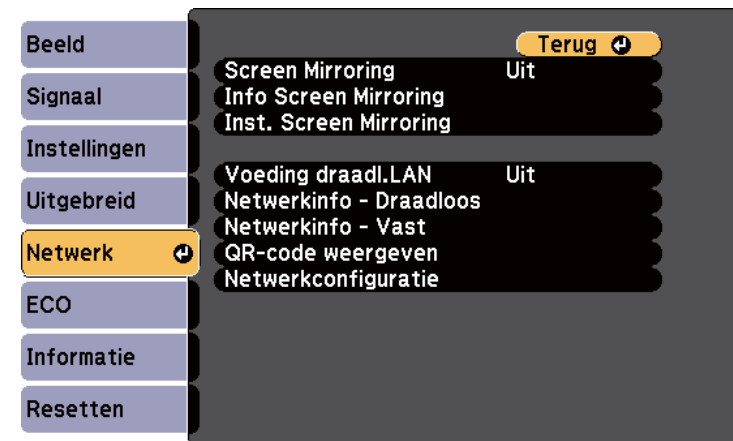 Beeld
Signaal
Instellingen
Uitgebreid
Netwerk
ECO
Informatie
Resetten
Terug
Screen Mirroring Uit
Info Screen Mirroring
Inst. Screen Mirroring
Voeding draadl.LAN Uit
Netwerkinfo - Draadloos
Netwerkinfo - Vast
QR-code weergeven
Netwerkconfiguratie